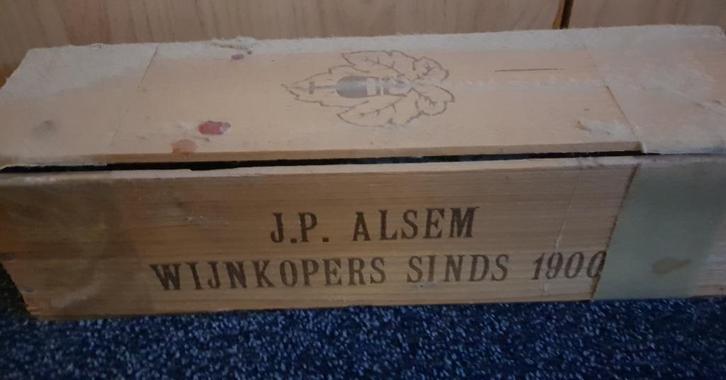 J.P. ALSEM
WIJNKOPERS SINDS 1900